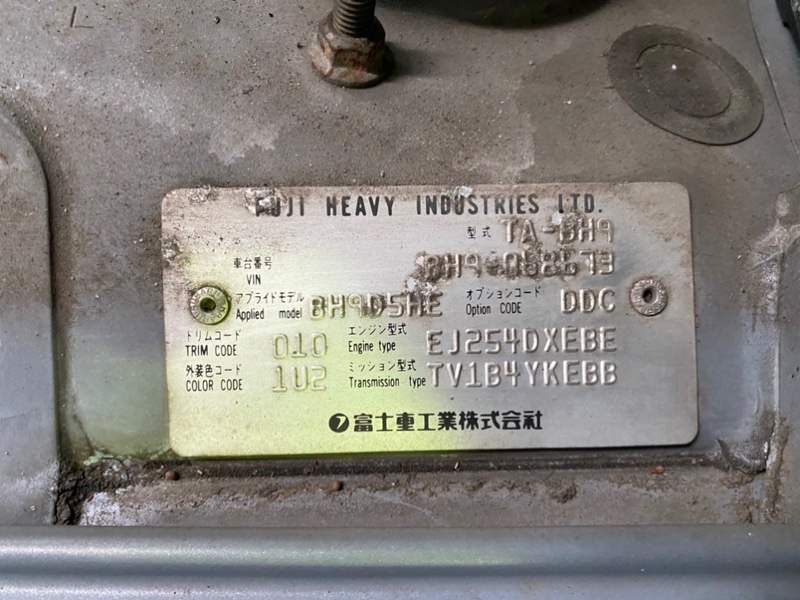 FUJI HEAVY INDUSTRIES LTD.
型式 TA-BH9
車台番号
VIN
アプライドモデル BH9D5HE オプションコード DDC
Applied model Option CODE
トリムコード 010 エンジン型式 EJ254DXEBE
TRIM CODE Engine type
外装色コード 1U2 ミッション型式 TV1B4YKEBB
COLOR CODE Transmission type
富士重工業株式会社